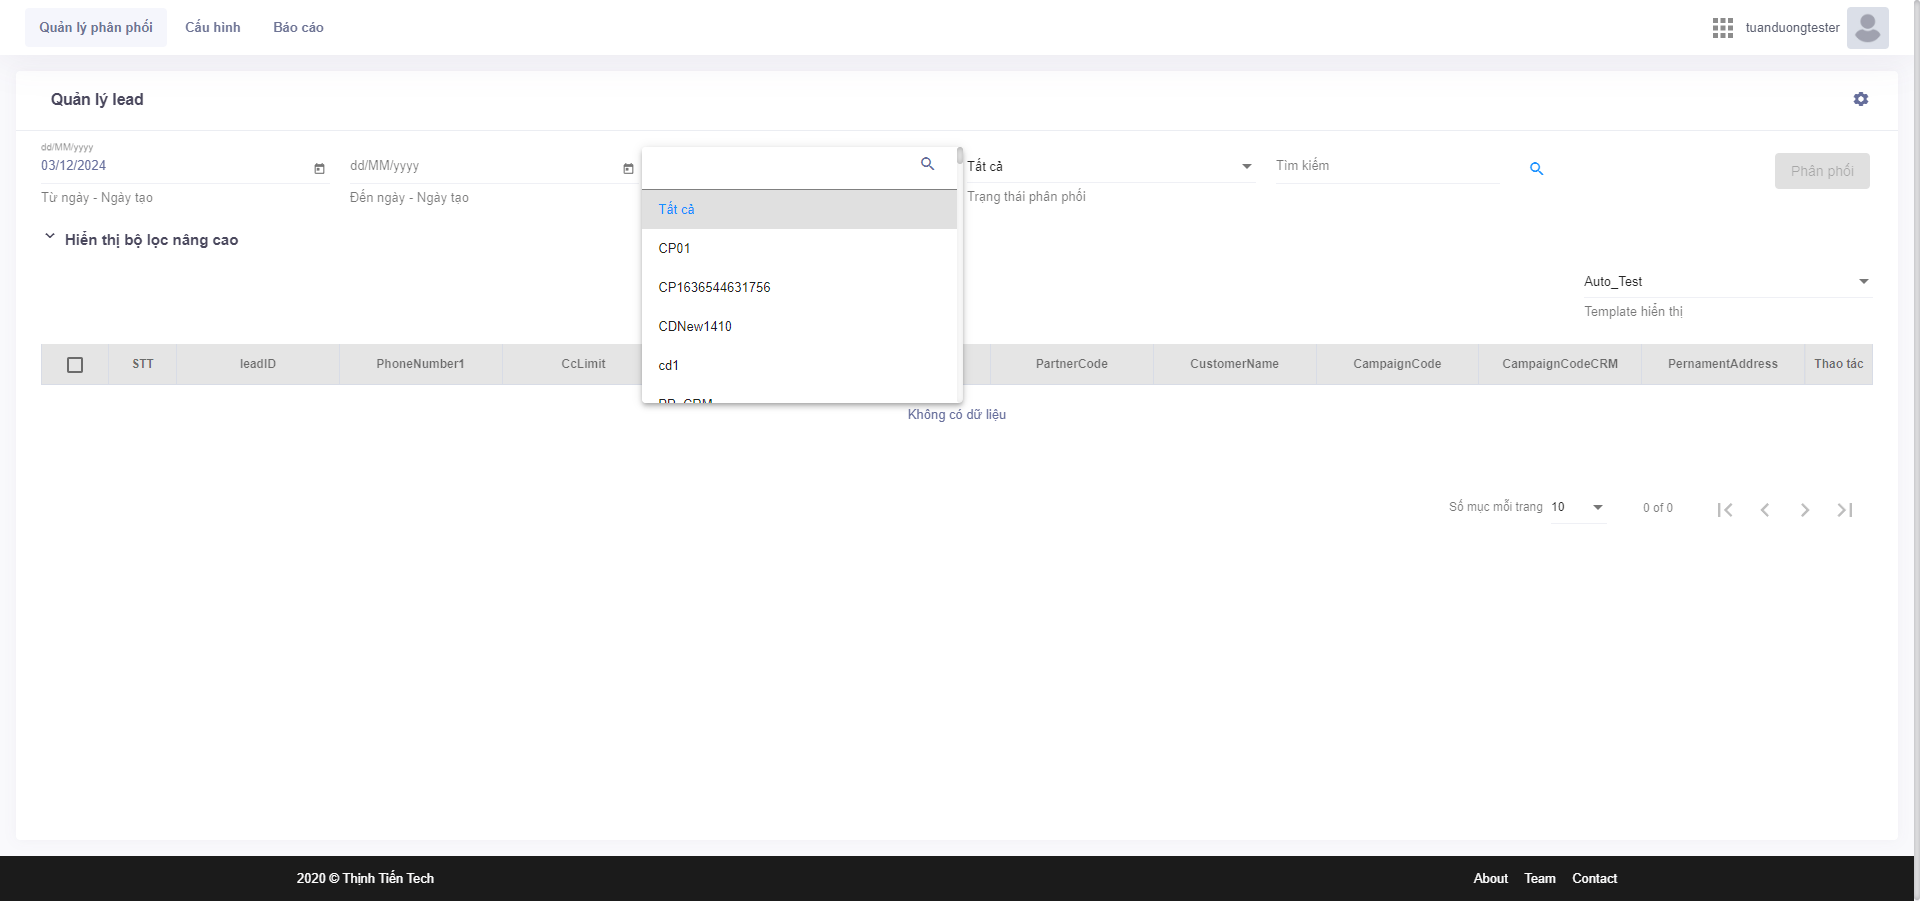 Quản lý phân phối Cấu hình Báo cáo tuanduongtester
Quản lý lead
dd/MM/yyyy
03/12/2024 dd/MM/yyyy Tất cả Tìm kiếm Phân phối
Từ ngày - Ngày tạo Đến ngày - Ngày tạo Trạng thái phân phối
Tất cả
CP01
CP1636544631756
CDNew1410
cd1
Hiển thị bộ lọc nâng cao
Auto_Test
Template hiển thị
STT leadID PhoneNumber1 CcLimit PartnerCode CustomerName CampaignCode CampaignCodeCRM PernamentAddress Thao tác
Không có dữ liệu
Số mục mỗi trang 10 0 of 0
2020 © Thịnh Tiến Tech About Team Contact